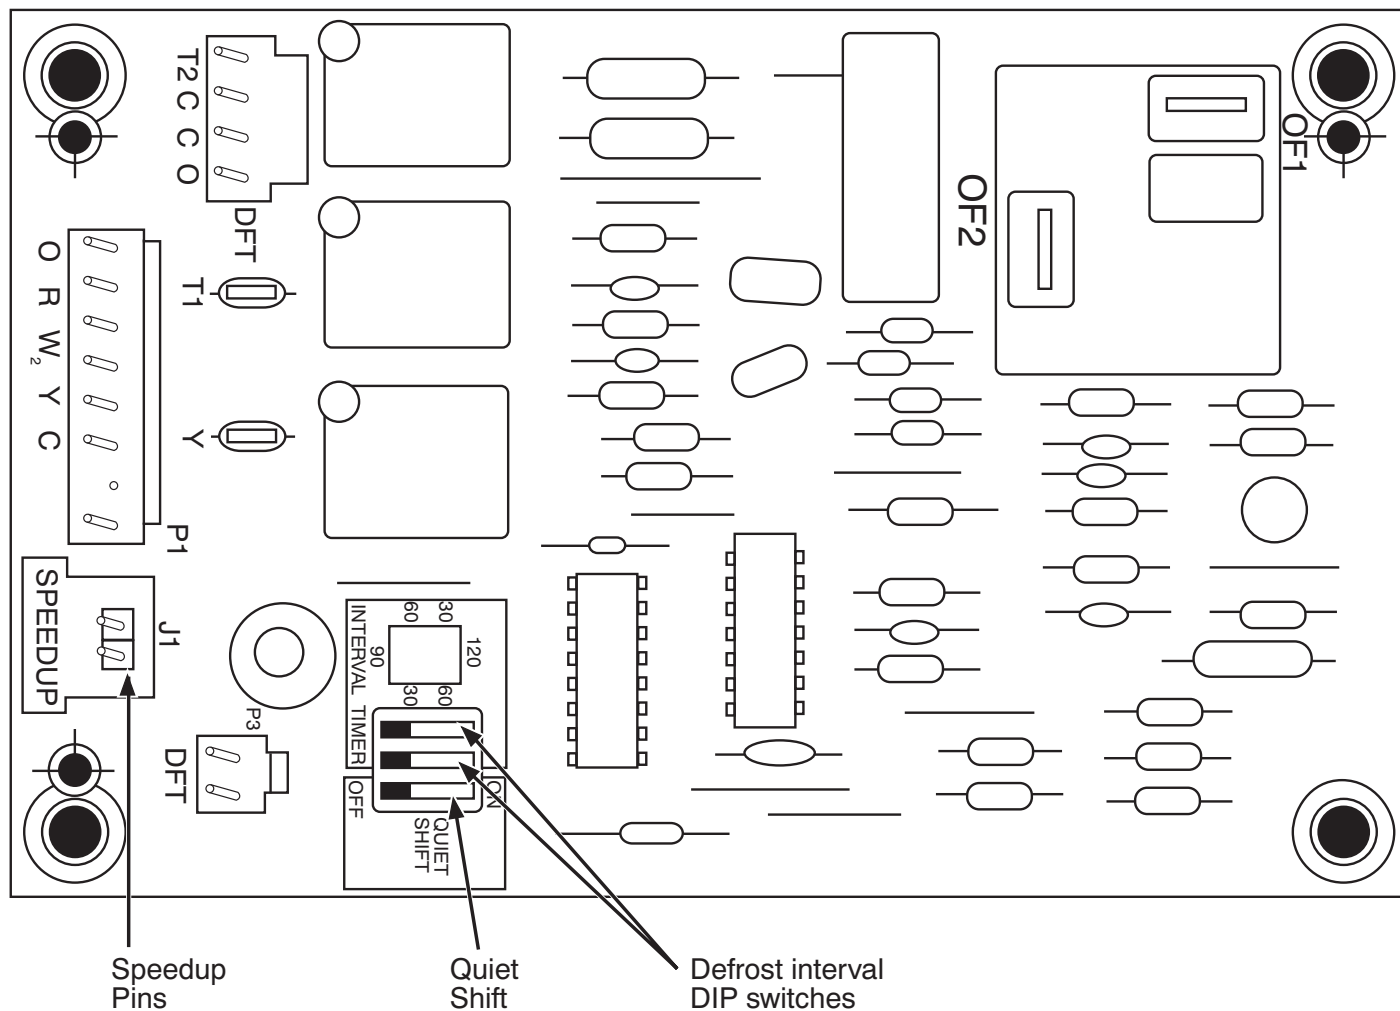 T2 C C O
DFT
OF1
OF2
O R W₂ Y C
T1
Y
P1
SPEEDUP
J1
INTERVAL TIMER
60 30
90 120
30 60
P3
DFT
OFF
ON
QUIET
SHIFT
Speedup
Pins
Quiet
Shift
Defrost interval
DIP switches